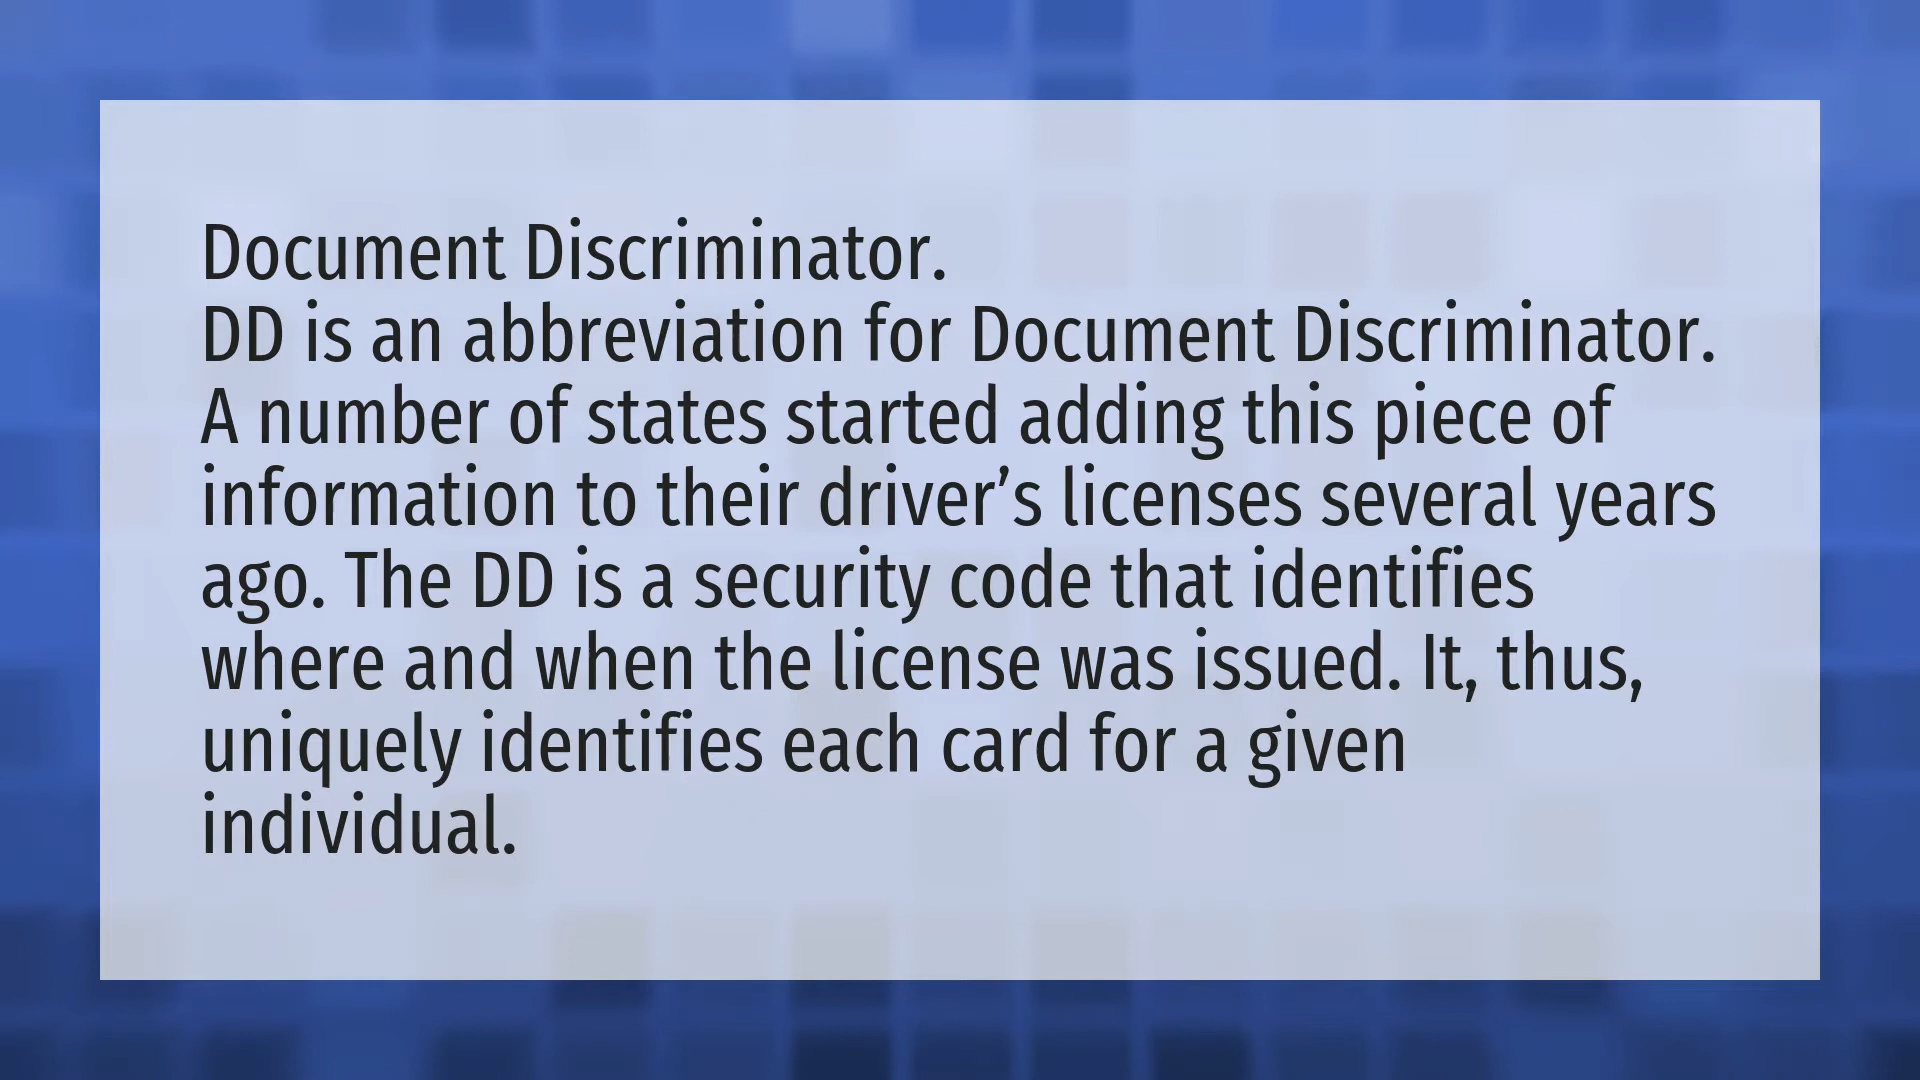 Document Discriminator.
DD is an abbreviation for Document Discriminator.
A number of states started adding this piece of
information to their driver’s licenses several years
ago. The DD is a security code that identifies
where and when the license was issued. It, thus,
uniquely identifies each card for a given
individual.